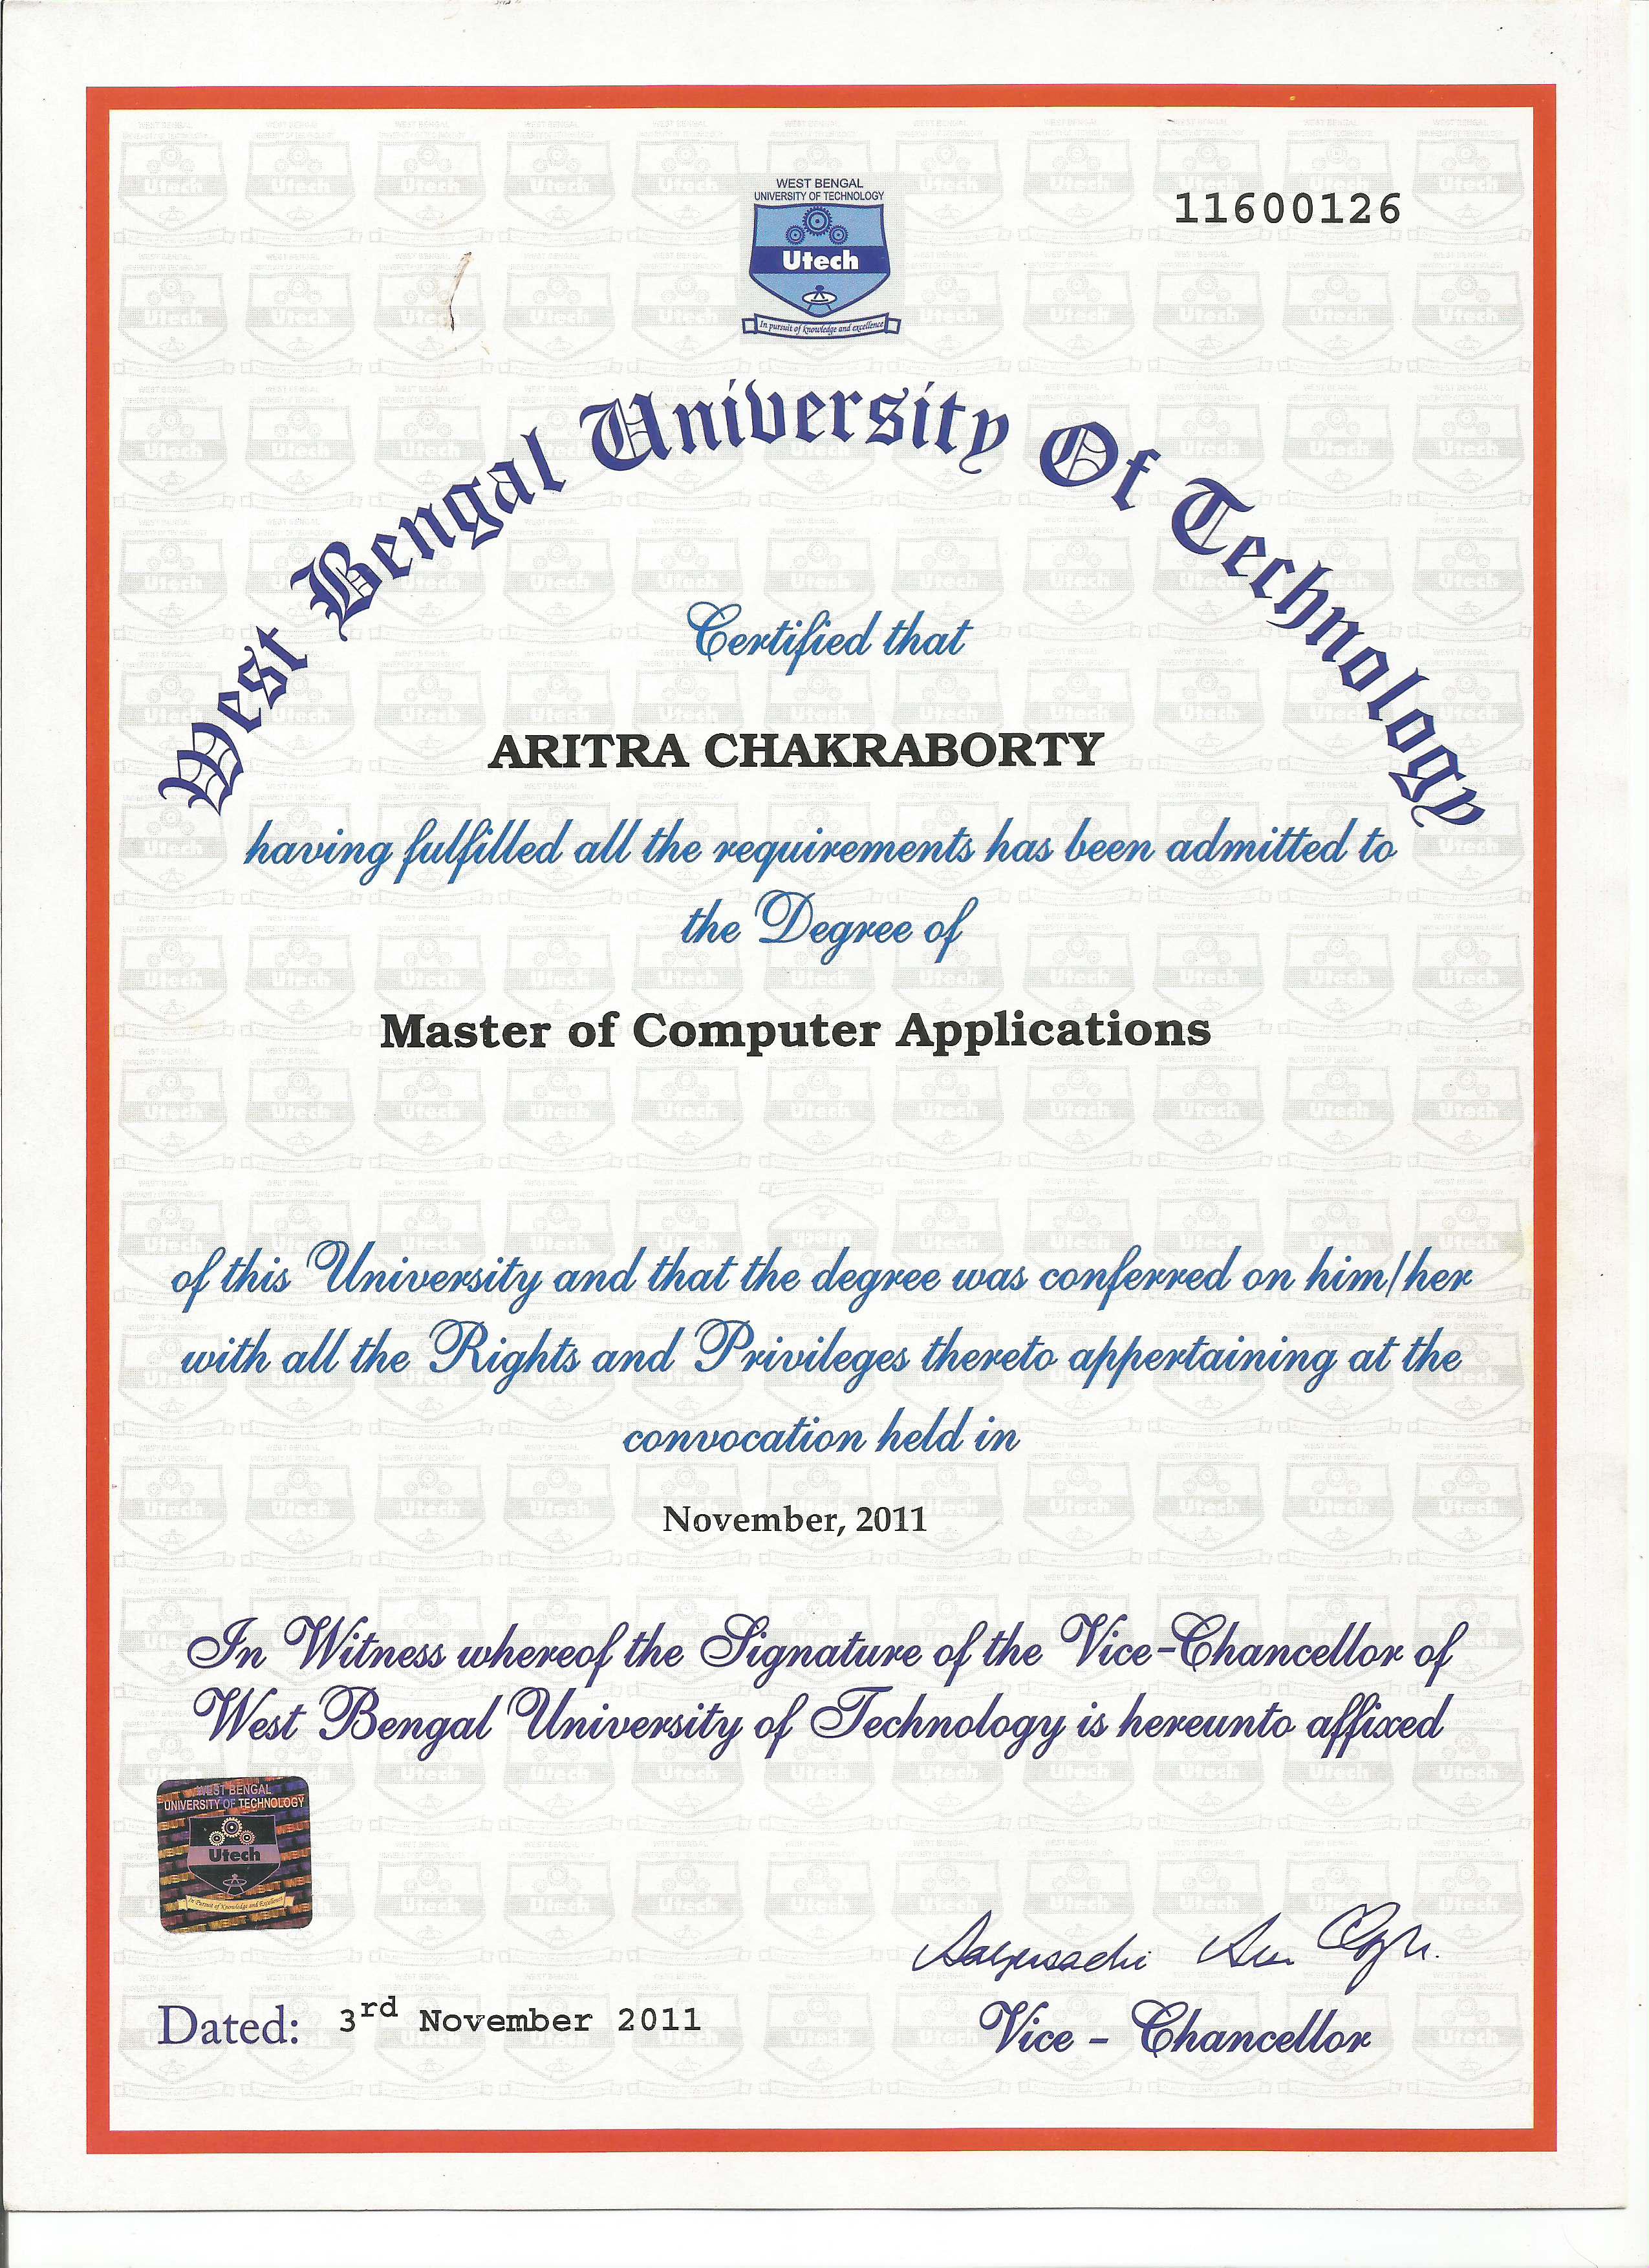 WEST BENGAL
UNIVERSITY OF TECHNOLOGY
Utech
In pursuit of knowledge and excellence
11600126
West Bengal University Of Technology
Certified that
ARITRA CHAKRABORTY
having fulfilled all the requirements has been admitted to
the Degree of
Master of Computer Applications
of this University and that the degree was conferred on him/her
with all the Rights and Privileges thereto appertaining at the
convocation held in
November, 2011
In Witness whereof the Signature of the Vice-Chancellor of
West Bengal University of Technology is hereunto affixed
WEST BENGAL
UNIVERSITY OF TECHNOLOGY
Utech
In Pursuit of Knowledge and Excellence
Dated: 3rd November 2011
Vice - Chancellor